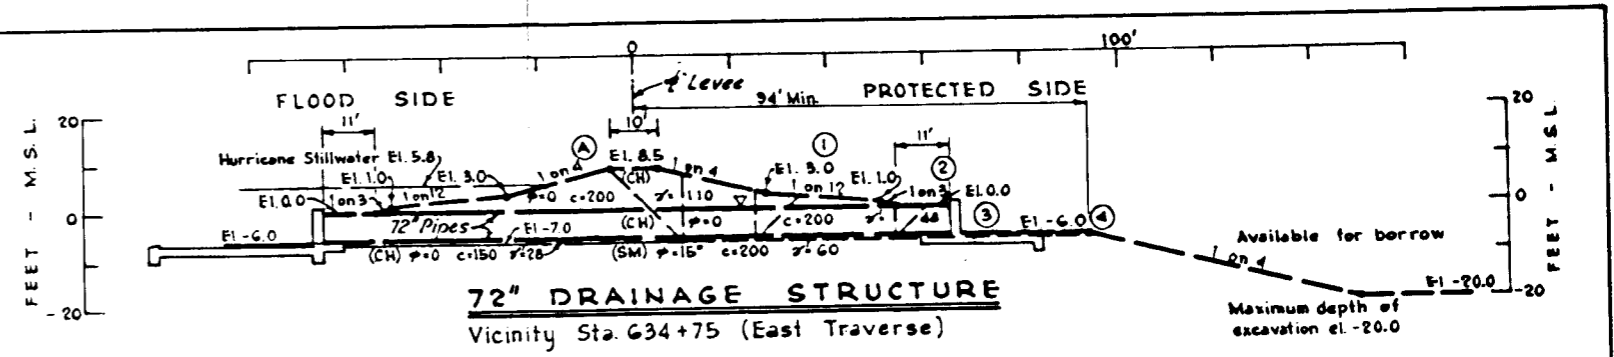 0 100'
℄ Levee
FLOOD SIDE PROTECTED SIDE
94' Min.
20 20
11' 10' 11'
Hurricane Stillwater El. 5.8 1 on 4 Ⓐ El. 8.5 1 on 4 ① ②
(CH)
El. 1.0 El. 3.0 El. 3.0 El. 1.0
El. 0.0 1 on 3 1 on 12 φ=0 c=200 γ=110 1 on 12 1 on 3 El. 0.0
0 0
72" Pipes (CH) φ=0 c=200 γ= 48 ③ ④
El -6.0 El -7.0 El -6.0
(CH) φ=0 c=150 γ=28 (SM) φ=15° c=200 γ=60
1 on 4
Available for borrow
El -20.0
-20 -20
FEET - M.S.L. FEET - M.S.L.
Maximum depth of
excavation el. -20.0
72" DRAINAGE STRUCTURE
Vicinity Sta. 634+75 (East Traverse)